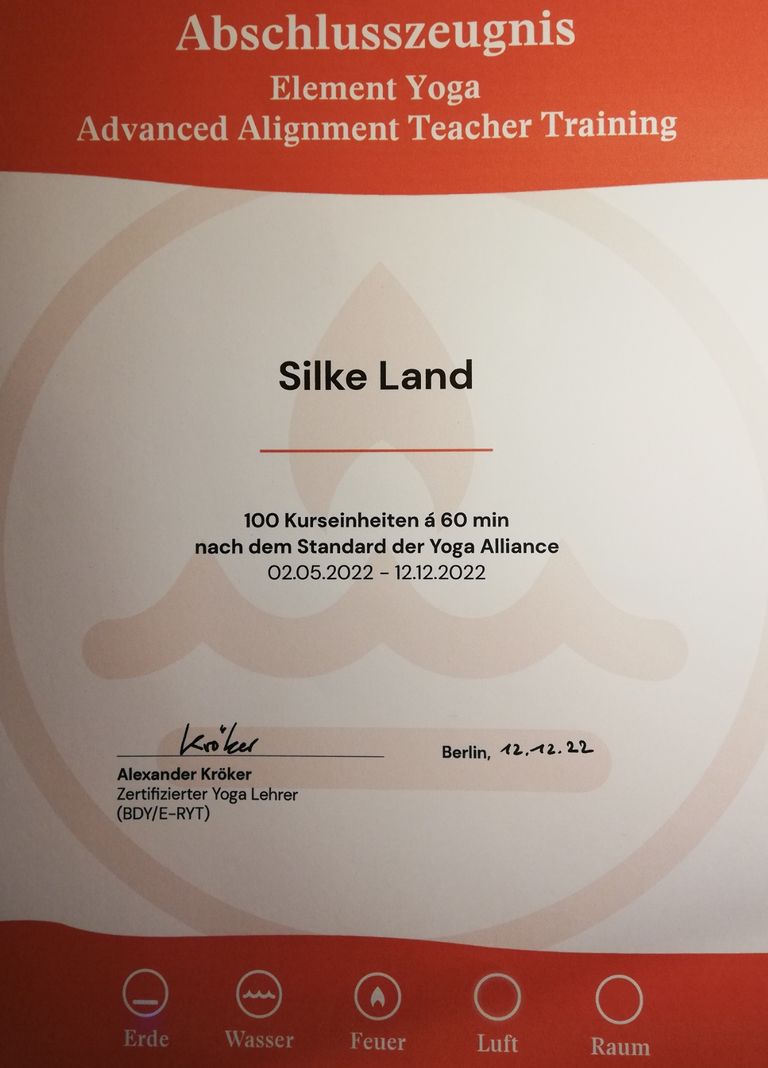 Abschlusszeugnis
Element Yoga
Advanced Alignment Teacher Training
Silke Land
100 Kurseinheiten á 60 min
nach dem Standard der Yoga Alliance
02.05.2022 - 12.12.2022
Kröker
Berlin, 12.12.22
Alexander Kröker
Zertifizierter Yoga Lehrer
(BDY/E-RYT)
Erde Wasser Feuer Luft Raum